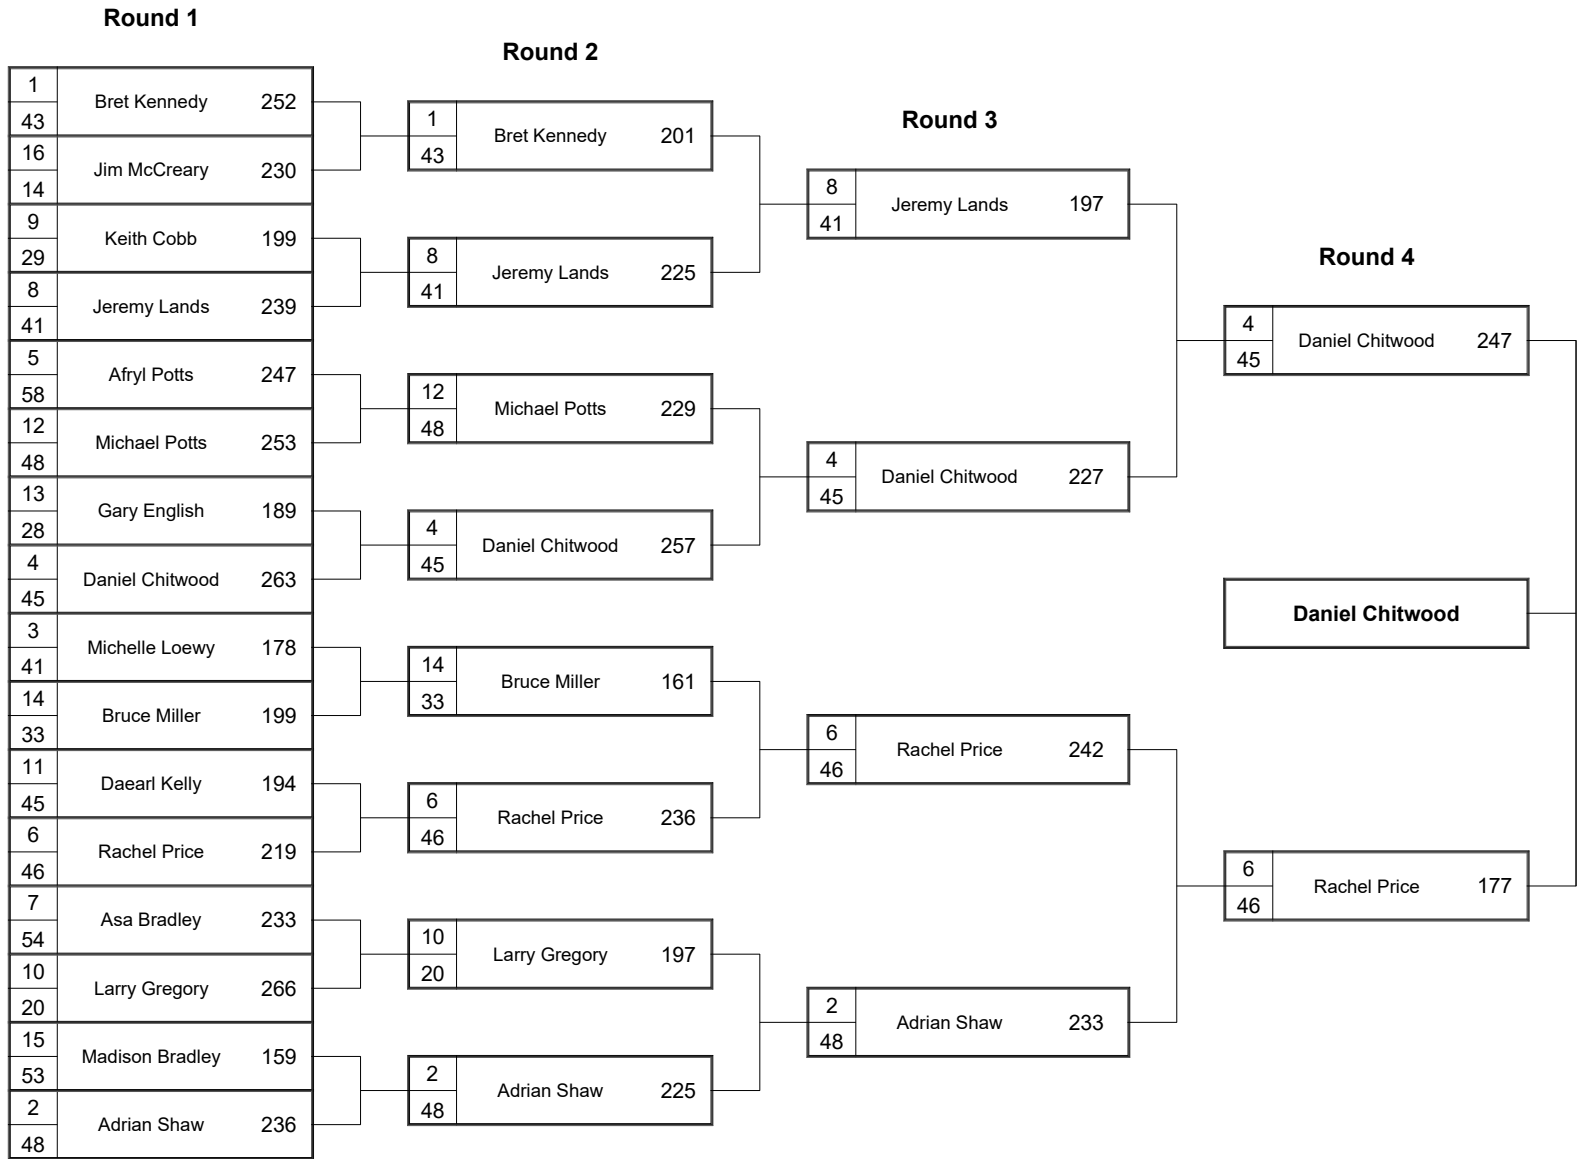 Round 1
1
Bret Kennedy 252
43
16
Jim McCreary 230
14
9
Keith Cobb 199
29
8
Jeremy Lands 239
41
5
Afryl Potts 247
58
12
Michael Potts 253
48
13
Gary English 189
28
4
Daniel Chitwood 263
45
3
Michelle Loewy 178
41
14
Bruce Miller 199
33
11
Daearl Kelly 194
45
6
Rachel Price 219
46
7
Asa Bradley 233
54
10
Larry Gregory 266
20
15
Madison Bradley 159
53
2
Adrian Shaw 236
48
Round 2
1
Bret Kennedy 201
43
8
Jeremy Lands 225
41
12
Michael Potts 229
48
4
Daniel Chitwood 257
45
14
Bruce Miller 161
33
6
Rachel Price 236
46
10
Larry Gregory 197
20
2
Adrian Shaw 225
48
Round 3
8
Jeremy Lands 197
41
4
Daniel Chitwood 227
45
6
Rachel Price 242
46
2
Adrian Shaw 233
48
Round 4
4
Daniel Chitwood 247
45
Daniel Chitwood
6
Rachel Price 177
46